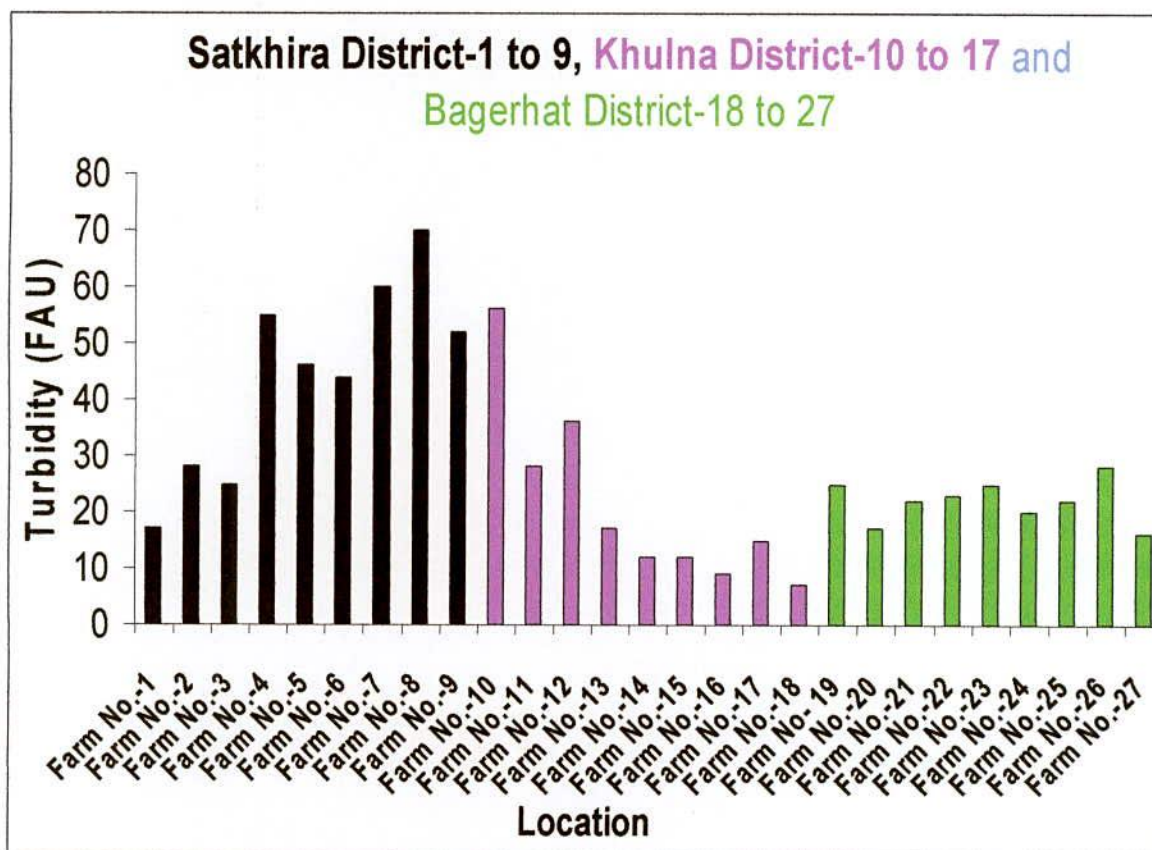 Satkhira District-1 to 9, Khulna District-10 to 17 and
Bagerhat District-18 to 27
80
70
60
50
40
30
20
10
0
Turbidity (FAU)
Farm No.-1
Farm No.-2
Farm No.-3
Farm No.-4
Farm No.-5
Farm No.-6
Farm No.-7
Farm No.-8
Farm No.-9
Farm No.-10
Farm No.-11
Farm No.-12
Farm No.-13
Farm No.-14
Farm No.-15
Farm No.-16
Farm No.-17
Farm No.-18
Farm No- 19
Farm No.-20
Farm No.-21
Farm No.-22
Farm No.-23
Farm No.-24
Farm No.-25
Farm No.-26
Farm No.-27
Location